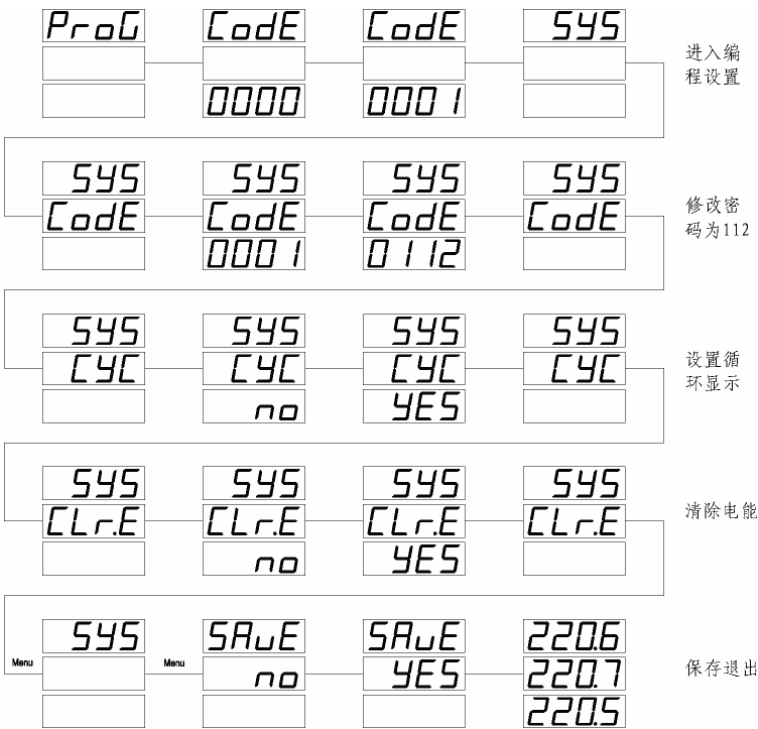 ProG CodE CodE SYS
0000 0001
进入编
程设置
SYS SYS SYS SYS
CodE CodE CodE CodE
0001 0112
修改密
码为112
SYS SYS SYS SYS
CYC CYC CYC CYC
no YES
设置循
环显示
SYS SYS SYS SYS
CLr.E CLr.E CLr.E CLr.E
no YES
清除电能
SYS SAvE SAvE 220.6
Menu Menu no YES 220.7
220.5
保存退出